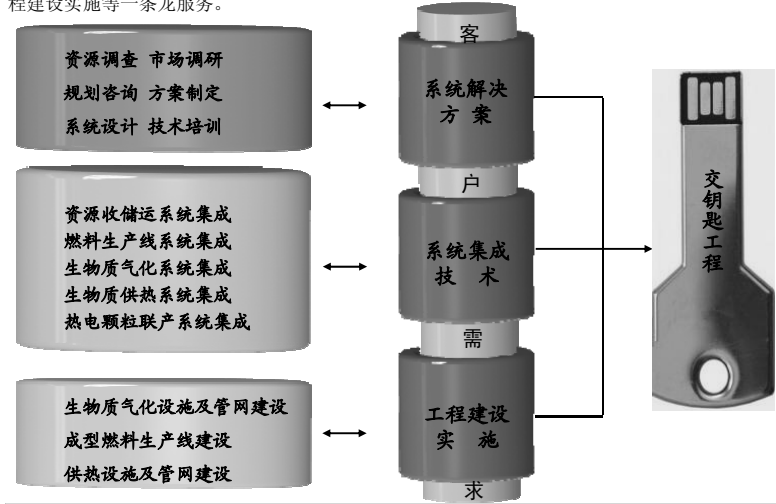 程建设实施等一条龙服务。
资源调查 市场调研
规划咨询 方案制定
系统设计 技术培训
资源收储运系统集成
燃料生产线系统集成
生物质气化系统集成
生物质供热系统集成
热电颗粒联产系统集成
生物质气化设施及管网建设
成型燃料生产线建设
供热设施及管网建设
客
系统解决
方 案
户
系统集成
技 术
需
工程建设
实 施
求
交钥匙工程